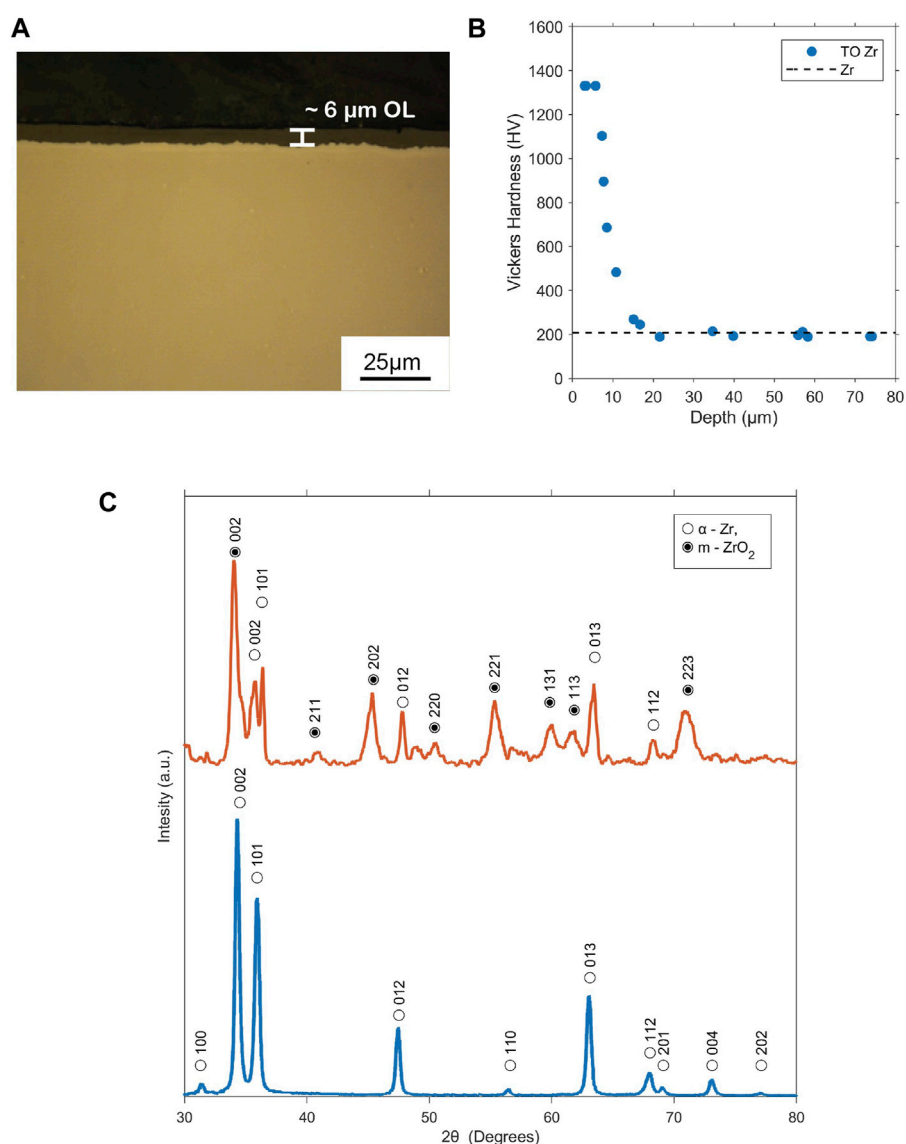 A
~ 6 µm OL
25µm
B
1600
1400
1200
1000
800
600
400
200
0
Vickers Hardness (HV)
TO Zr
Zr
0 10 20 30 40 50 60 70 80
Depth (µm)
C
α - Zr,
m - ZrO2
002
002
101
211
202
012
220
221
131
113
013
112
223
Intesity (a.u.)
100
002
101
012
110
013
112
201
004
202
30 40 50 60 70 80
2θ (Degrees)